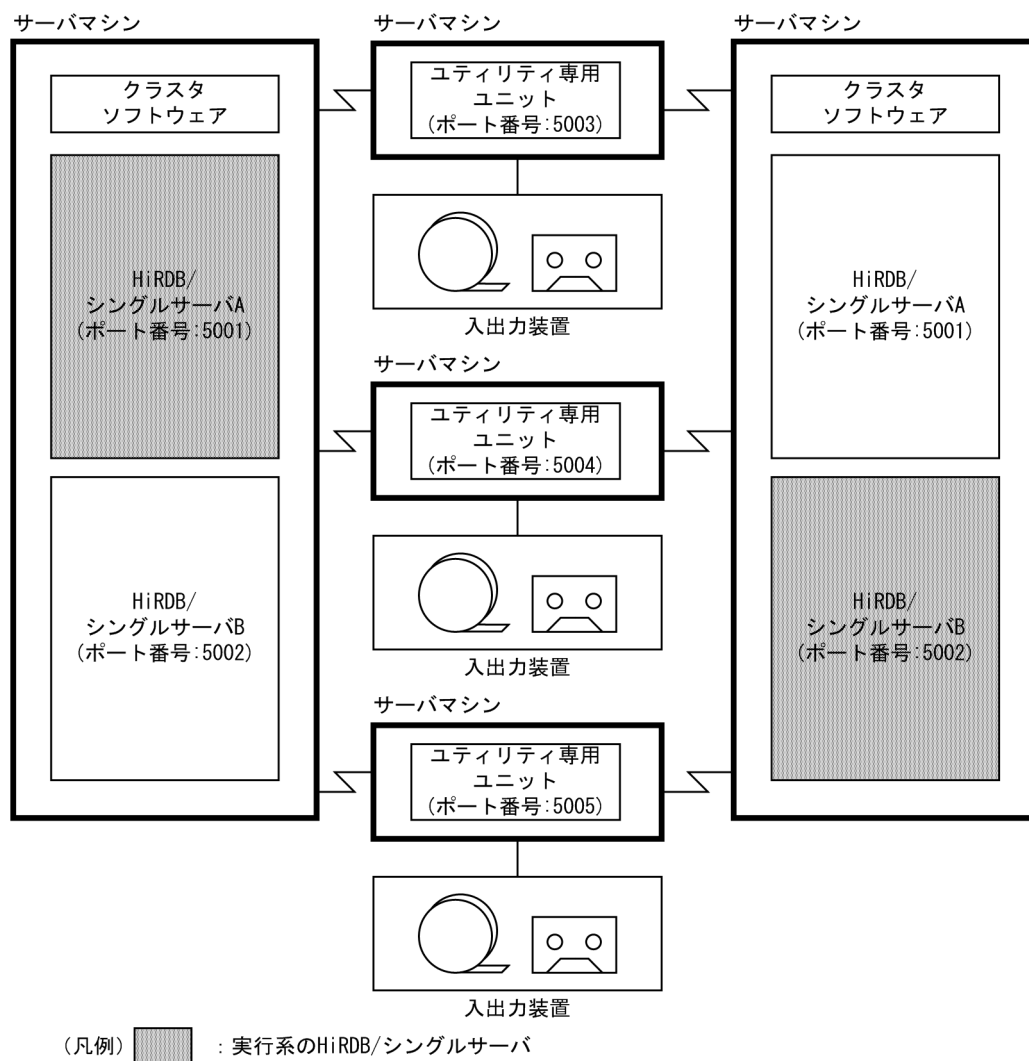 サーバマシン
クラスタ
ソフトウェア
HiRDB/
シングルサーバA
(ポート番号:5001)
HiRDB/
シングルサーバB
(ポート番号:5002)
サーバマシン
ユティリティ専用
ユニット
(ポート番号:5003)
入出力装置
サーバマシン
ユティリティ専用
ユニット
(ポート番号:5004)
入出力装置
サーバマシン
ユティリティ専用
ユニット
(ポート番号:5005)
入出力装置
サーバマシン
クラスタ
ソフトウェア
HiRDB/
シングルサーバA
(ポート番号:5001)
HiRDB/
シングルサーバB
(ポート番号:5002)
(凡例) :実行系のHiRDB/シングルサーバ